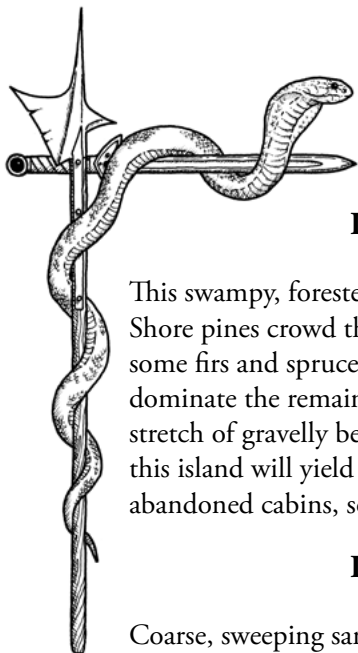 This swampy, foreste
Shore pines crowd th
some firs and spruce
dominate the remain
stretch of gravelly be
this island will yield
abandoned cabins, so
Coarse, sweeping sar